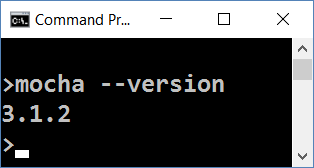 Command Pr...
>mocha --version
3.1.2
>